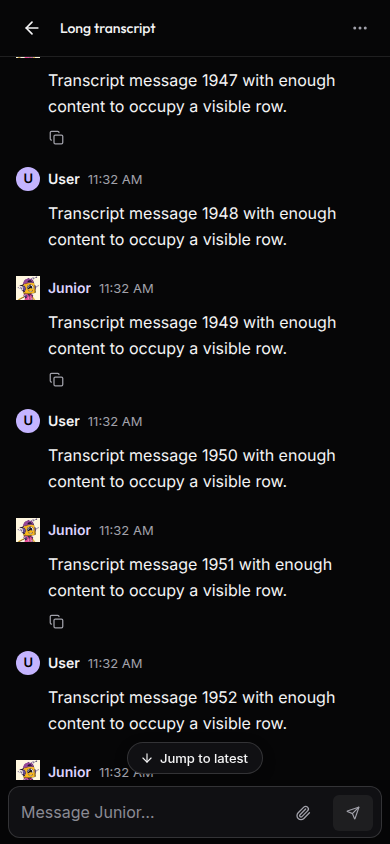 Long transcript
Transcript message 1947 with enough
content to occupy a visible row.
U User 11:32 AM
Transcript message 1948 with enough
content to occupy a visible row.
Junior 11:32 AM
Transcript message 1949 with enough
content to occupy a visible row.
U User 11:32 AM
Transcript message 1950 with enough
content to occupy a visible row.
Junior 11:32 AM
Transcript message 1951 with enough
content to occupy a visible row.
U User 11:32 AM
Transcript message 1952 with enough
content to occupy a visible row.
Jump to latest
Junior 11:32 AM
Message Junior...